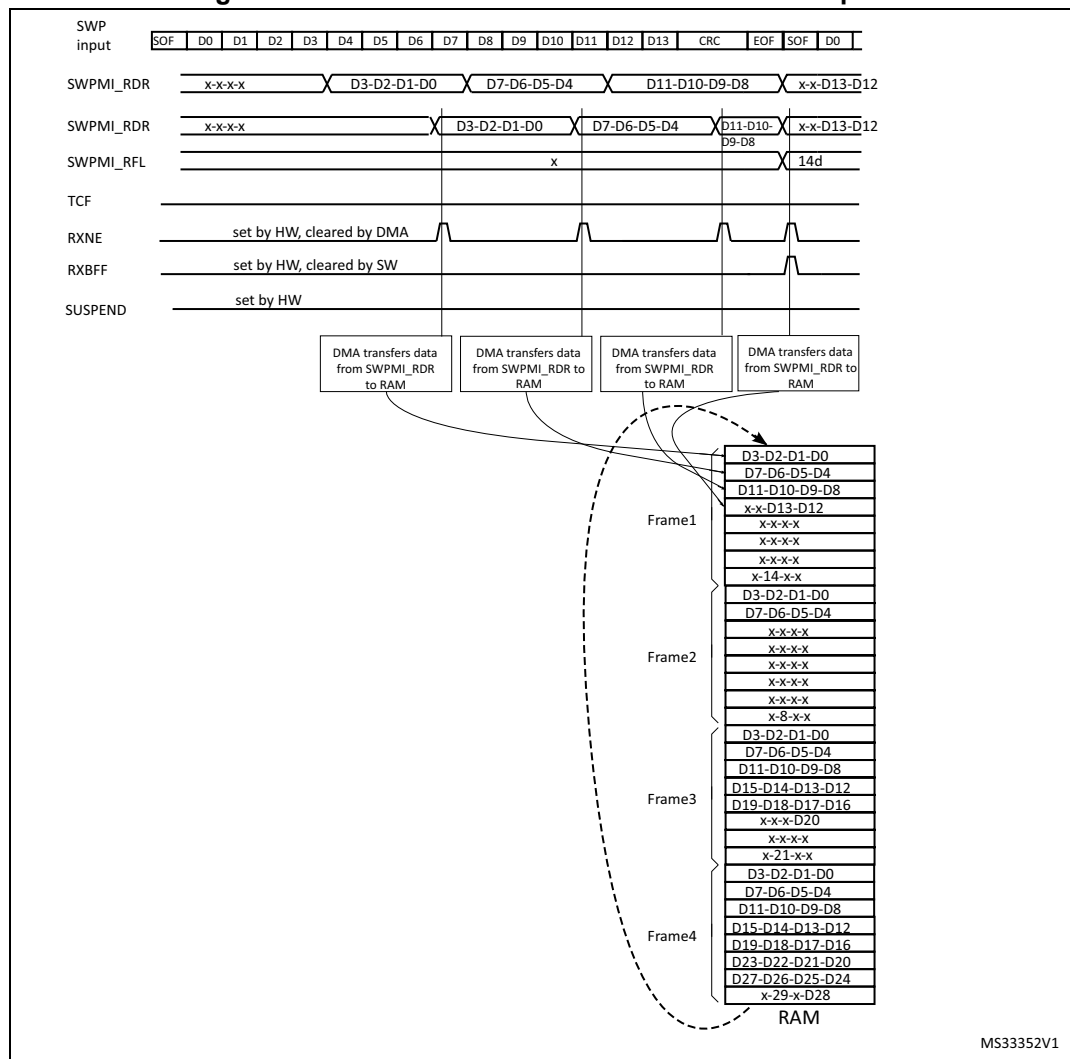 SWP
input
SOF D0 D1 D2 D3 D4 D5 D6 D7 D8 D9 D10 D11 D12 D13 CRC EOF SOF D0
SWPMI_RDR x-x-x-x D3-D2-D1-D0 D7-D6-D5-D4 D11-D10-D9-D8 x-x-D13-D12
SWPMI_RDR x-x-x-x D3-D2-D1-D0 D7-D6-D5-D4 D11-D10-
D9-D8
x-x-D13-D12
SWPMI_RFL x 14d
TCF
RXNE set by HW, cleared by DMA
RXBFF set by HW, cleared by SW
SUSPEND set by HW
DMA transfers data
from SWPMI_RDR
to RAM
DMA transfers data
from SWPMI_RDR to
RAM
DMA transfers data
from SWPMI_RDR
to RAM
DMA transfers data
from SWPMI_RDR to
RAM
Frame1
D3-D2-D1-D0
D7-D6-D5-D4
D11-D10-D9-D8
x-x-D13-D12
x-x-x-x
x-x-x-x
x-x-x-x
x-14-x-x
Frame2
D3-D2-D1-D0
D7-D6-D5-D4
x-x-x-x
x-x-x-x
x-x-x-x
x-x-x-x
x-x-x-x
x-8-x-x
Frame3
D3-D2-D1-D0
D7-D6-D5-D4
D11-D10-D9-D8
D15-D14-D13-D12
D19-D18-D17-D16
x-x-x-D20
x-x-x-x
x-21-x-x
Frame4
D3-D2-D1-D0
D7-D6-D5-D4
D11-D10-D9-D8
D15-D14-D13-D12
D19-D18-D17-D16
D23-D22-D21-D20
D27-D26-D25-D24
x-29-x-D28
RAM
MS33352V1